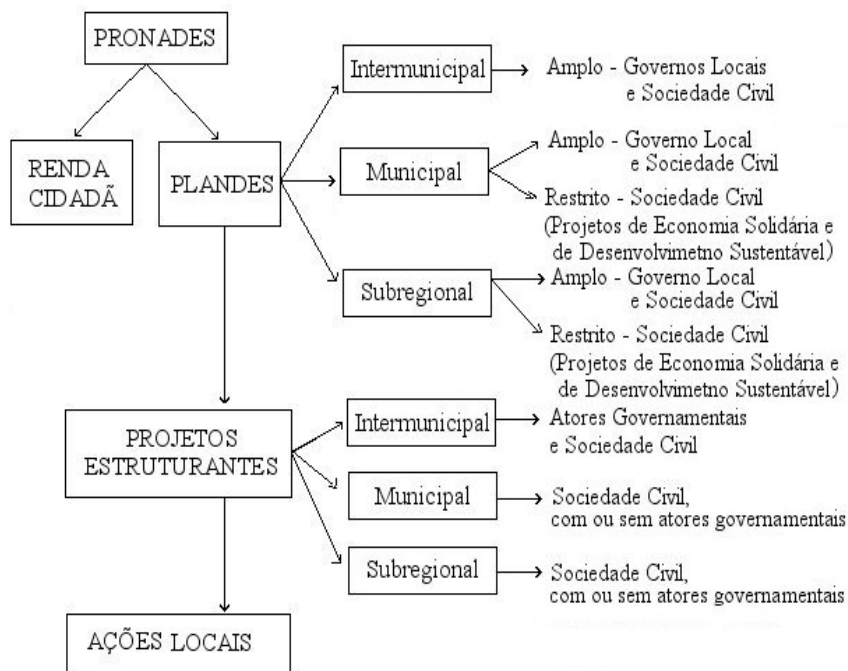 PRONADES
RENDA
CIDADÃ
PLANDES
Intermunicipal
Amplo - Governos Locais
e Sociedade Civil
Municipal
Amplo - Governo Local
e Sociedade Civil
Restrito - Sociedade Civil
(Projetos de Economia Solidária e
de Desenvolvimetno Sustentável)
Subregional
Amplo - Governo Local
e Sociedade Civil
Restrito - Sociedade Civil
(Projetos de Economia Solidária e
de Desenvolvimetno Sustentável)
PROJETOS
ESTRUTURANTES
Intermunicipal
Atores Governamentais
e Sociedade Civil
Municipal
Sociedade Civil,
com ou sem atores governamentais
Subregional
Sociedade Civil,
com ou sem atores governamentais
AÇÕES LOCAIS